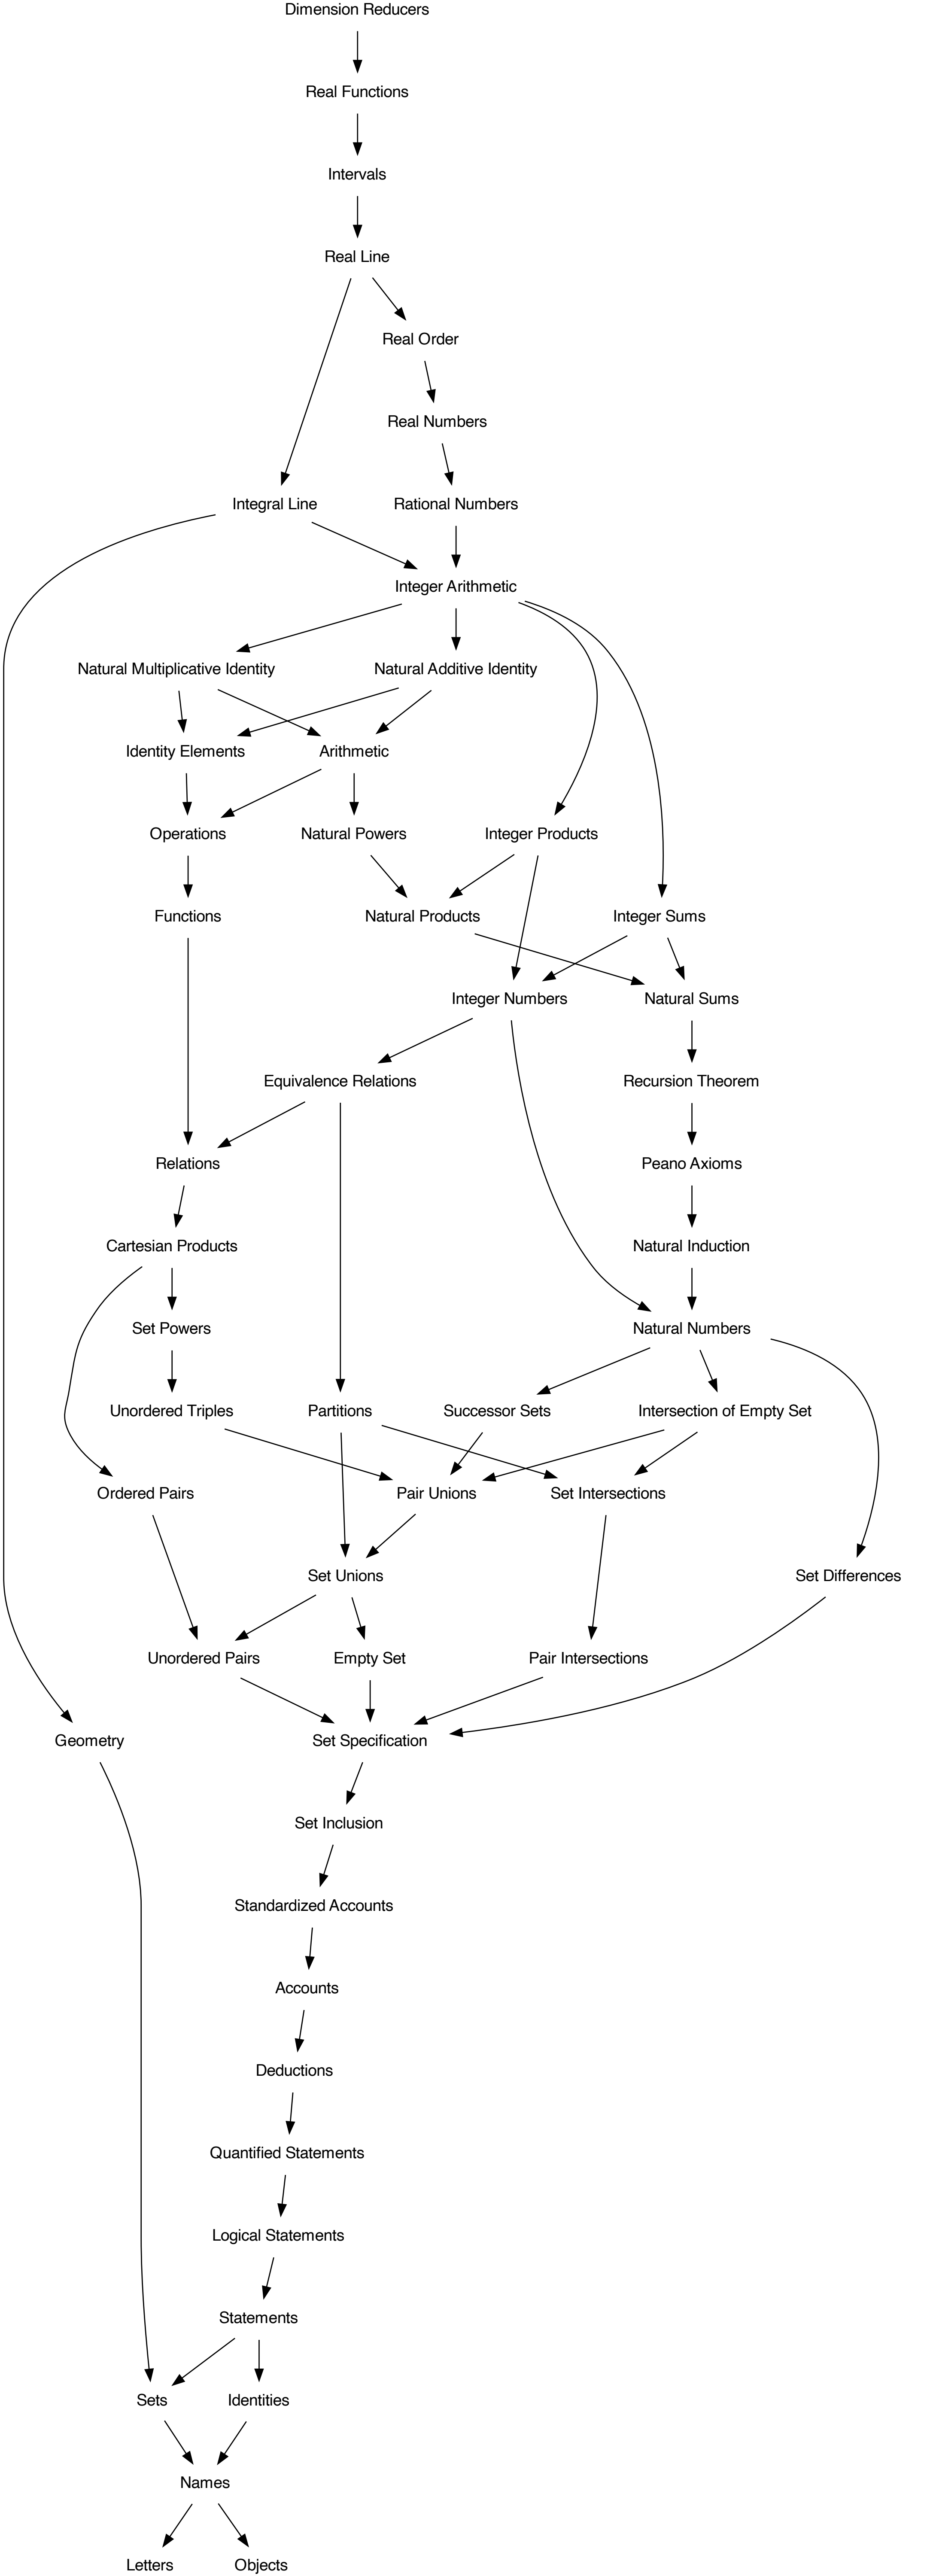 Dimension Reducers
Real Functions
Intervals
Real Line
Real Order
Real Numbers
Integral Line
Rational Numbers
Integer Arithmetic
Natural Multiplicative Identity
Natural Additive Identity
Identity Elements
Arithmetic
Operations
Natural Powers
Integer Products
Functions
Natural Products
Integer Sums
Integer Numbers
Natural Sums
Equivalence Relations
Recursion Theorem
Relations
Peano Axioms
Cartesian Products
Natural Induction
Set Powers
Natural Numbers
Unordered Triples
Partitions
Successor Sets
Intersection of Empty Set
Ordered Pairs
Pair Unions
Set Intersections
Set Unions
Set Differences
Unordered Pairs
Empty Set
Pair Intersections
Geometry
Set Specification
Set Inclusion
Standardized Accounts
Accounts
Deductions
Quantified Statements
Logical Statements
Statements
Sets
Identities
Names
Letters
Objects